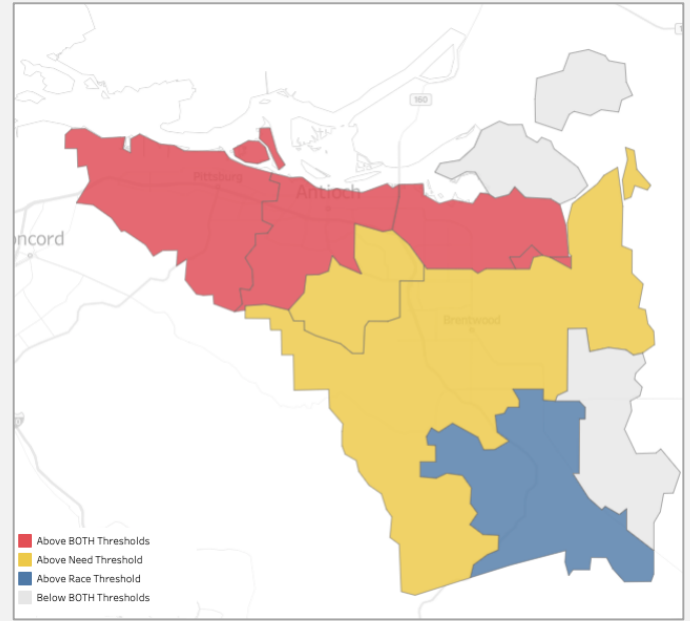 160
Pittsburg
Antioch
oncord
Brentwood
Above BOTH Thresholds
Above Need Threshold
Above Race Threshold
Below BOTH Thresholds